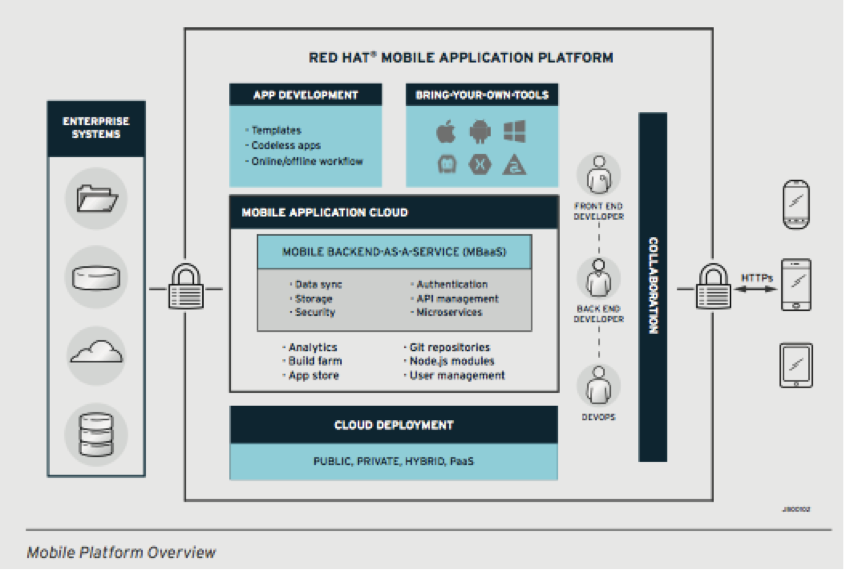 RED HAT® MOBILE APPLICATION PLATFORM
ENTERPRISE
SYSTEMS
APP DEVELOPMENT
- Templates
- Codeless apps
- Online/offline workflow
BRING-YOUR-OWN-TOOLS
MOBILE APPLICATION CLOUD
MOBILE BACKEND-AS-A-SERVICE (MBaaS)
· Data sync
· Storage
· Security
· Authentication
· API management
· Microservices
- Analytics
- Build farm
- App store
· Git repositories
· Node.js modules
· User management
CLOUD DEPLOYMENT
PUBLIC, PRIVATE, HYBRID, PaaS
FRONT END
DEVELOPER
BACK END
DEVELOPER
DEVOPS
COLLABORATION
HTTPs
JB00102
Mobile Platform Overview